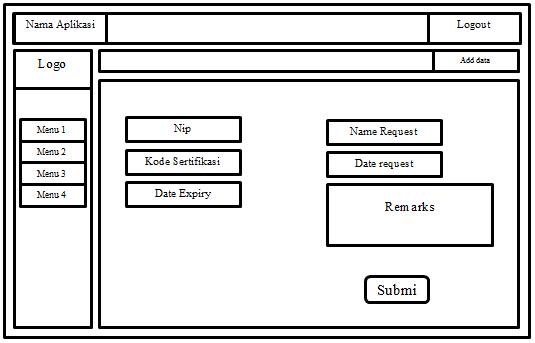 Nama Aplikasi
Logout
Logo
Add data
Menu 1
Menu 2
Menu 3
Menu 4
Nip
Kode Sertifikasi
Date Expiry
Name Request
Date request
Remarks
Submi